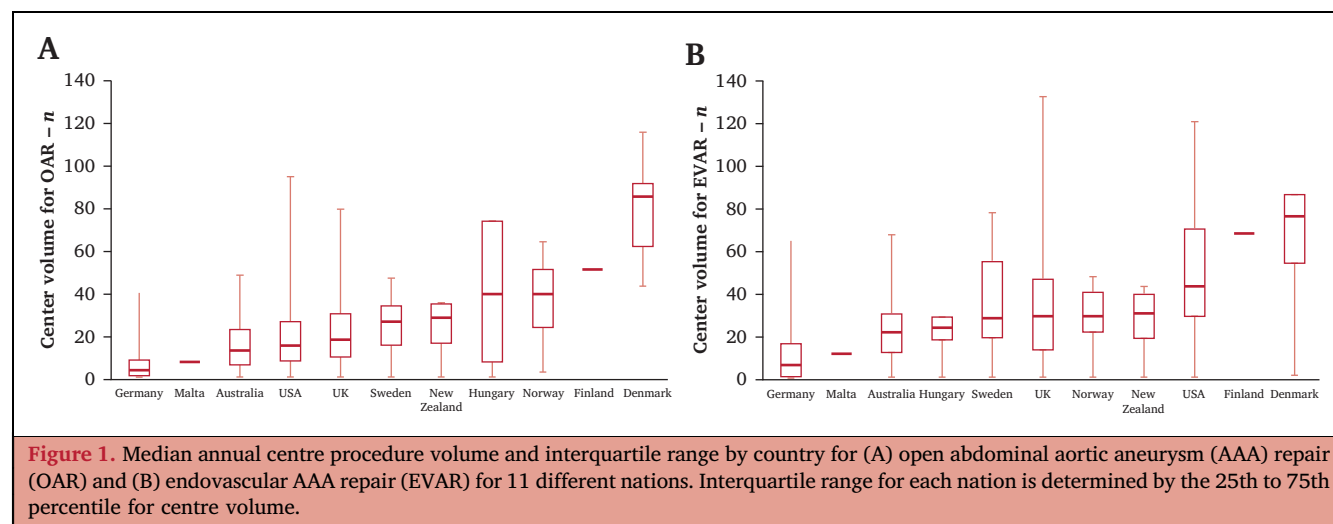 A
Center volume for OAR – n
140
120
100
80
60
40
20
0
Germany Malta Australia USA UK Sweden New Zealand Hungary Norway Finland Denmark
B
Center volume for EVAR – n
140
120
100
80
60
40
20
0
Germany Malta Australia Hungary Sweden UK Norway New Zealand USA Finland Denmark
Figure 1. Median annual centre procedure volume and interquartile range by country for (A) open abdominal aortic aneurysm (AAA) repair
(OAR) and (B) endovascular AAA repair (EVAR) for 11 different nations. Interquartile range for each nation is determined by the 25th to 75th
percentile for centre volume.